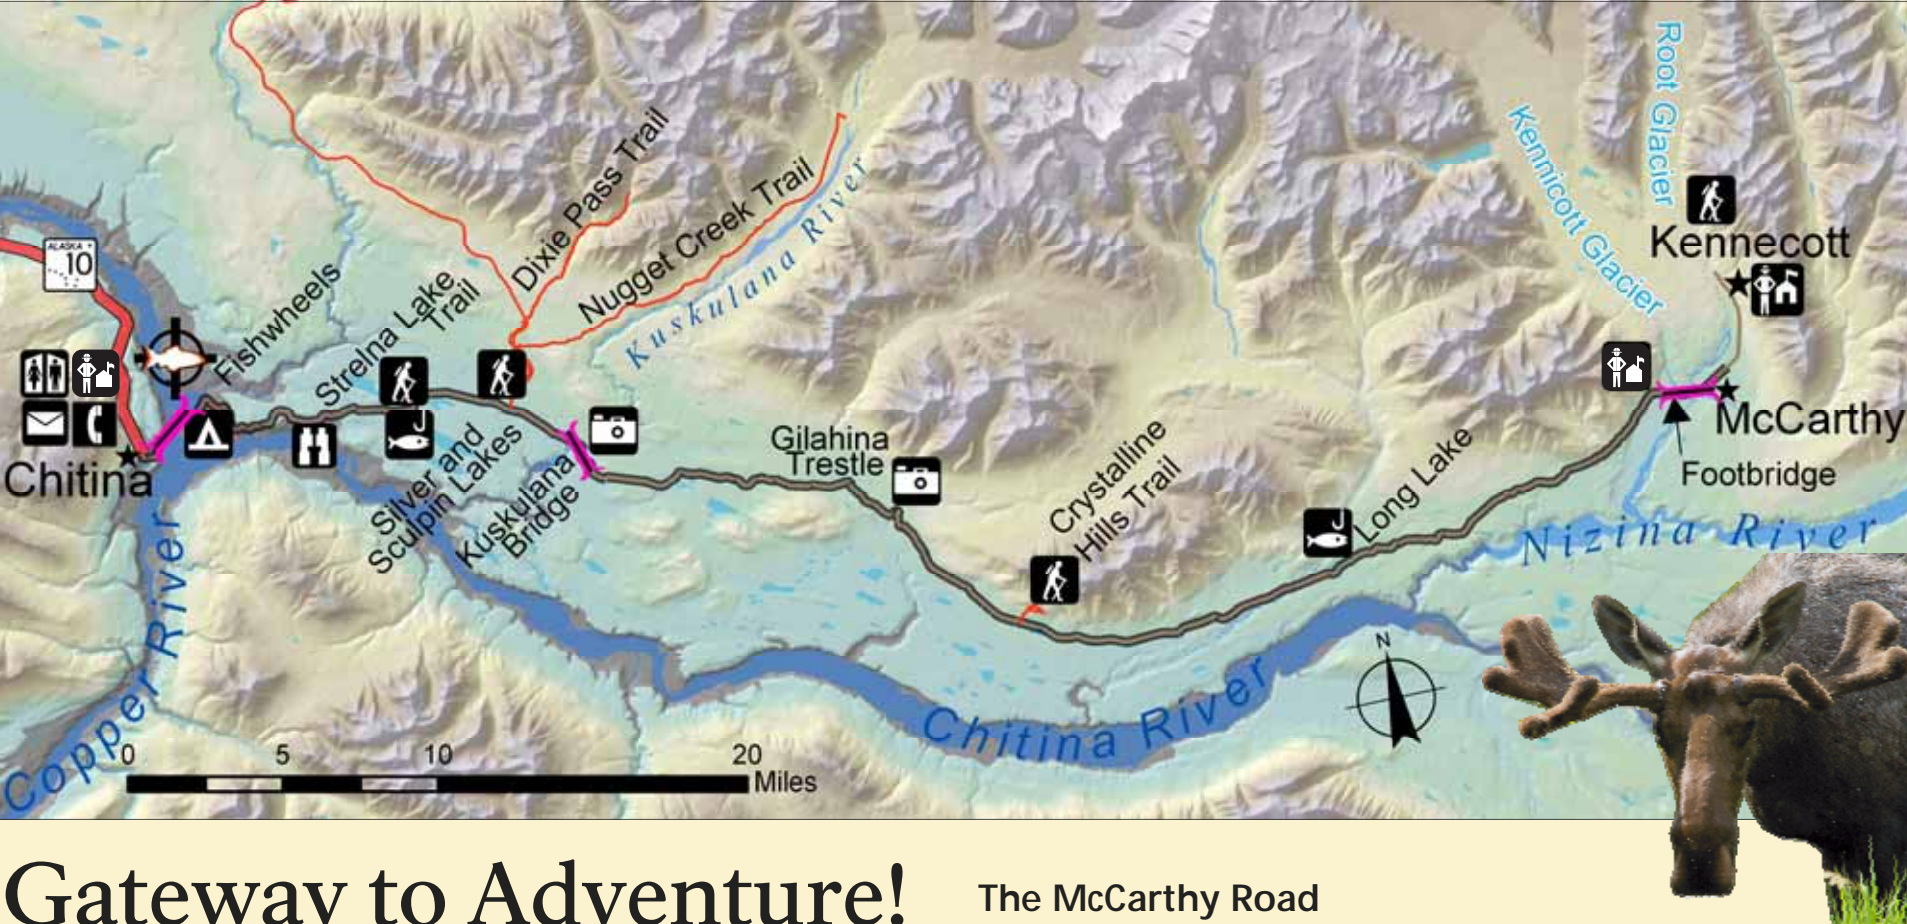 Root Glacier
Kennicott Glacier
Kennecott
Dixie Pass Trail
Nugget Creek Trail
Kuskulana River
ALASKA
10
Fishwheels
Strelna Lake
Trail
McCarthy
Footbridge
Chitina
Silver and
Sculpin Lakes
Kuskulana
Bridge
Gilahina
Trestle
Crystalline
Hills Trail
Long Lake
Nizina River
Copper River
Chitina River
N
0 5 10 20
Miles
Gateway to Adventure!
The McCarthy Road